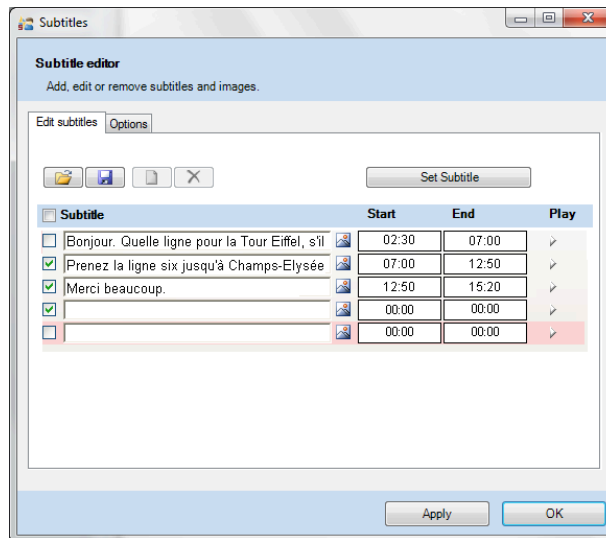 Subtitles
Subtitle editor
Add, edit or remove subtitles and images.
Edit subtitles Options
Set Subtitle
Subtitle Start End Play
Bonjour. Quelle ligne pour la Tour Eiffel, s'il 02:30 07:00
Prenez la ligne six jusqu'à Champs-Elysée 07:00 12:50
Merci beaucoup. 12:50 15:20
00:00 00:00
00:00 00:00
Apply OK